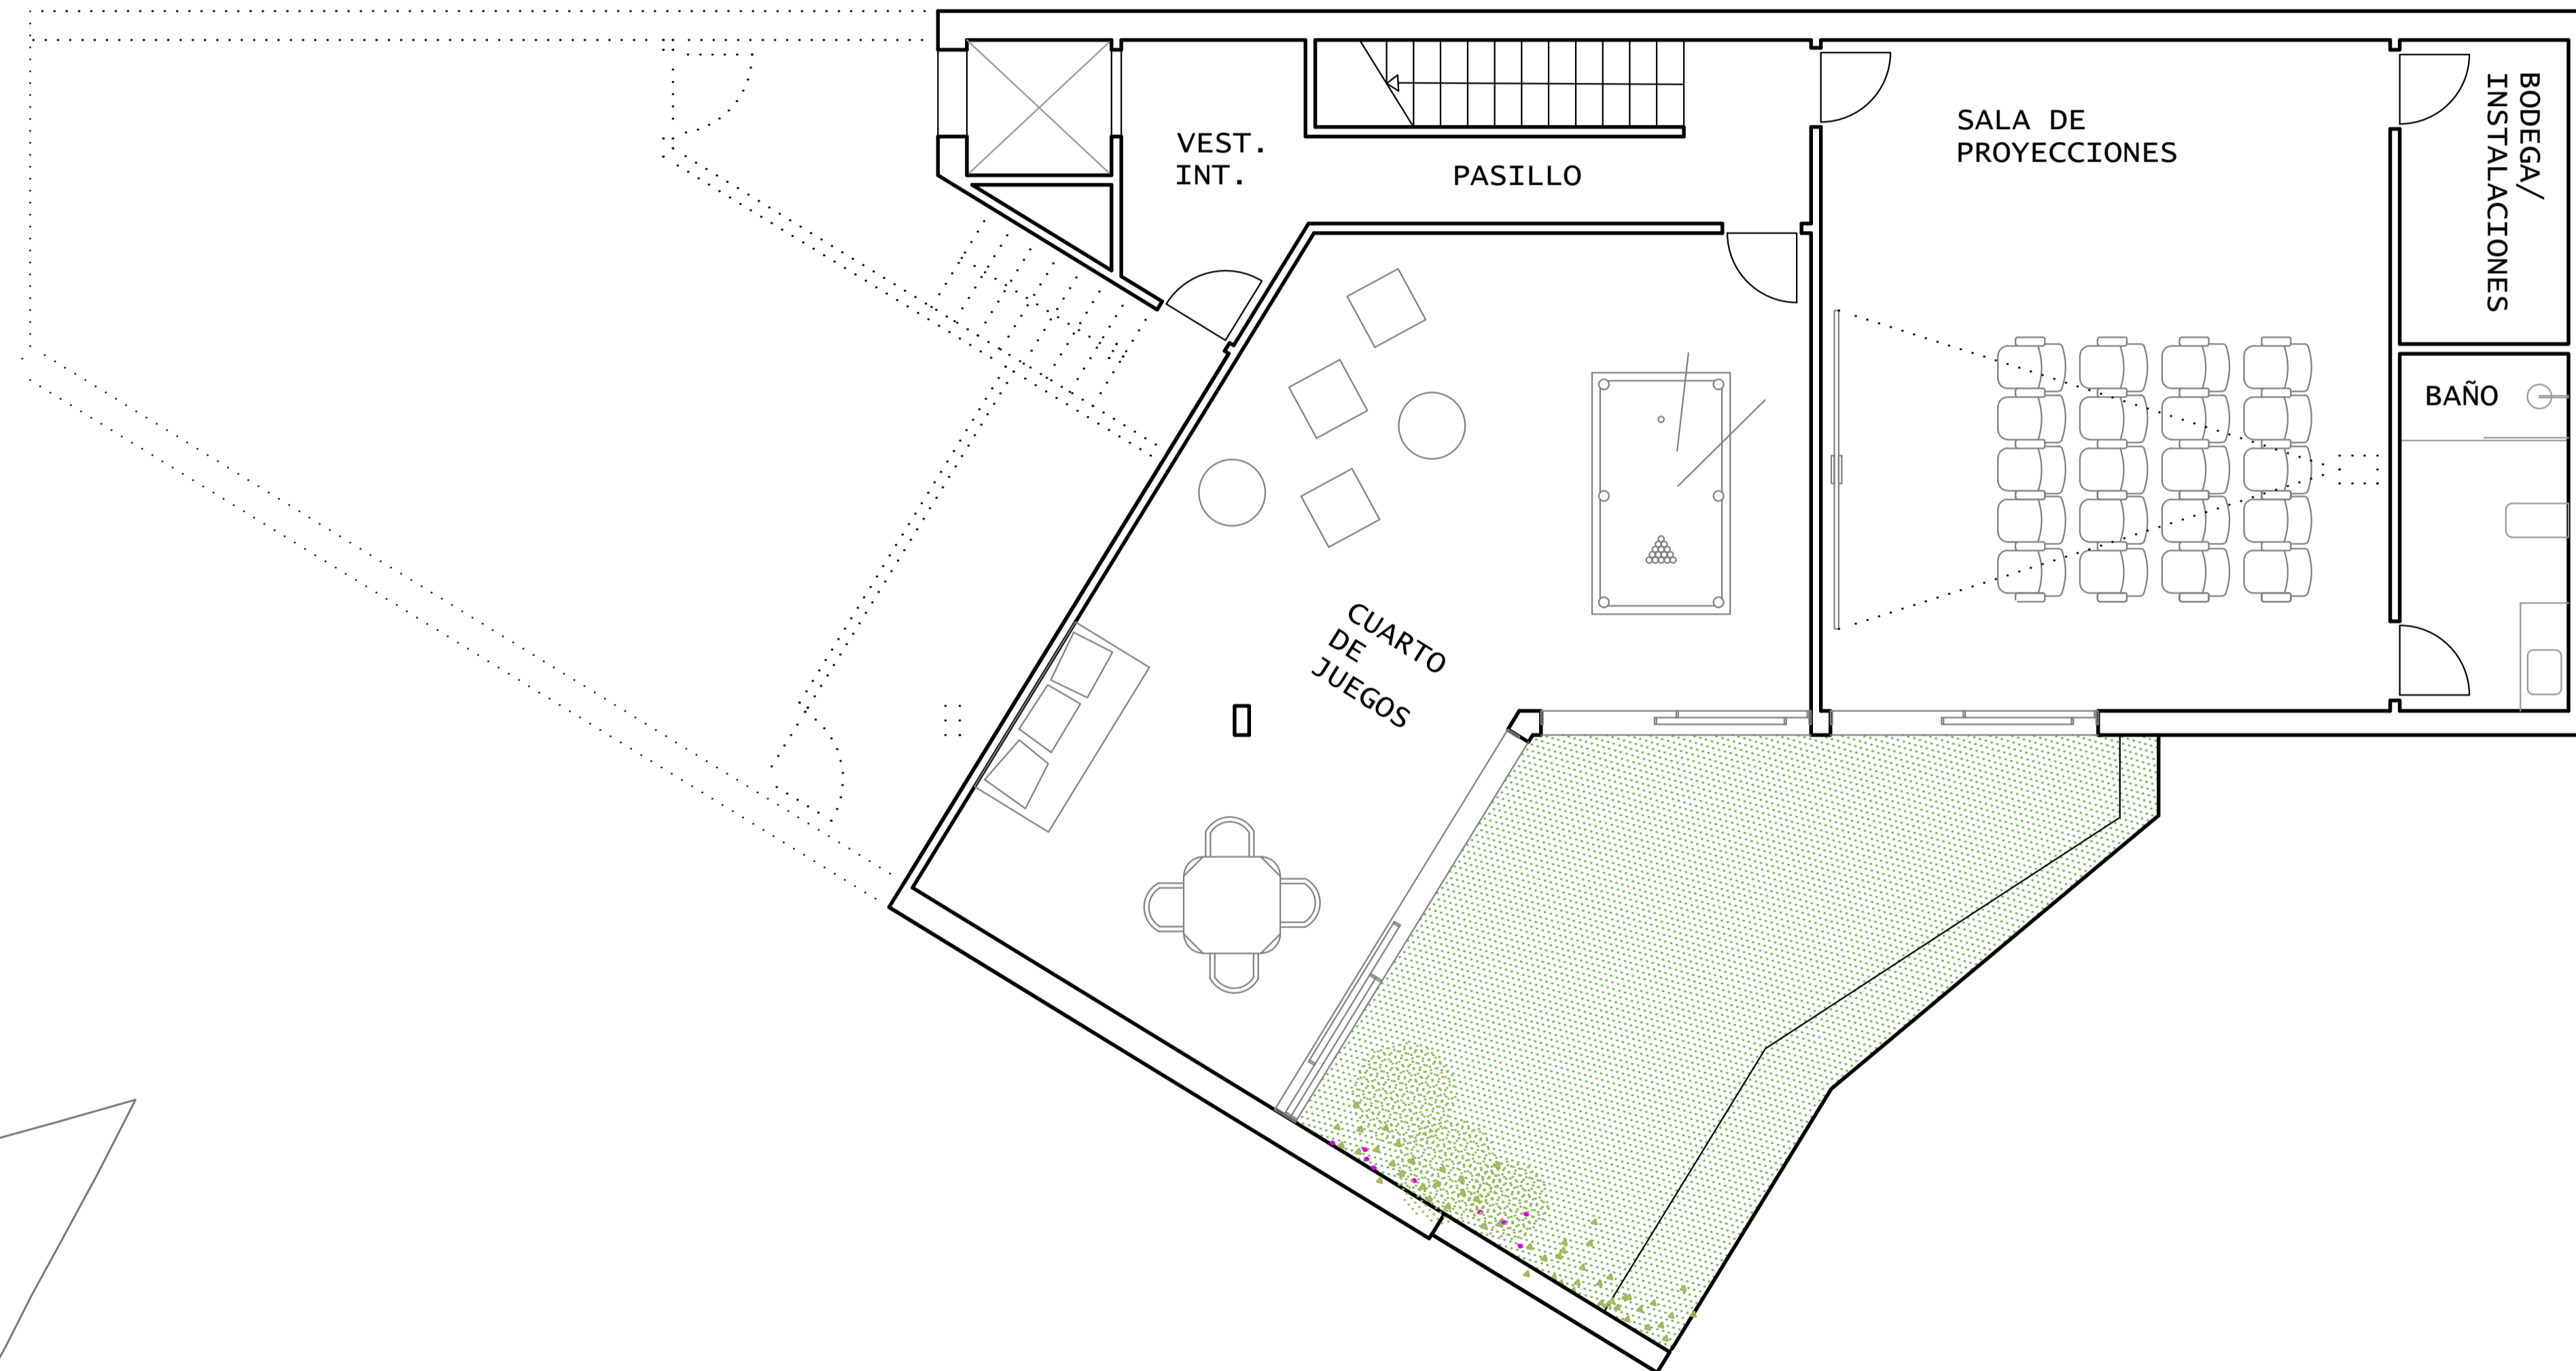 VEST.
INT.
PASILLO
SALA DE
PROYECCIONES
BODEGA/
INSTALACIONES
BAÑO
CUARTO
DE
JUEGOS